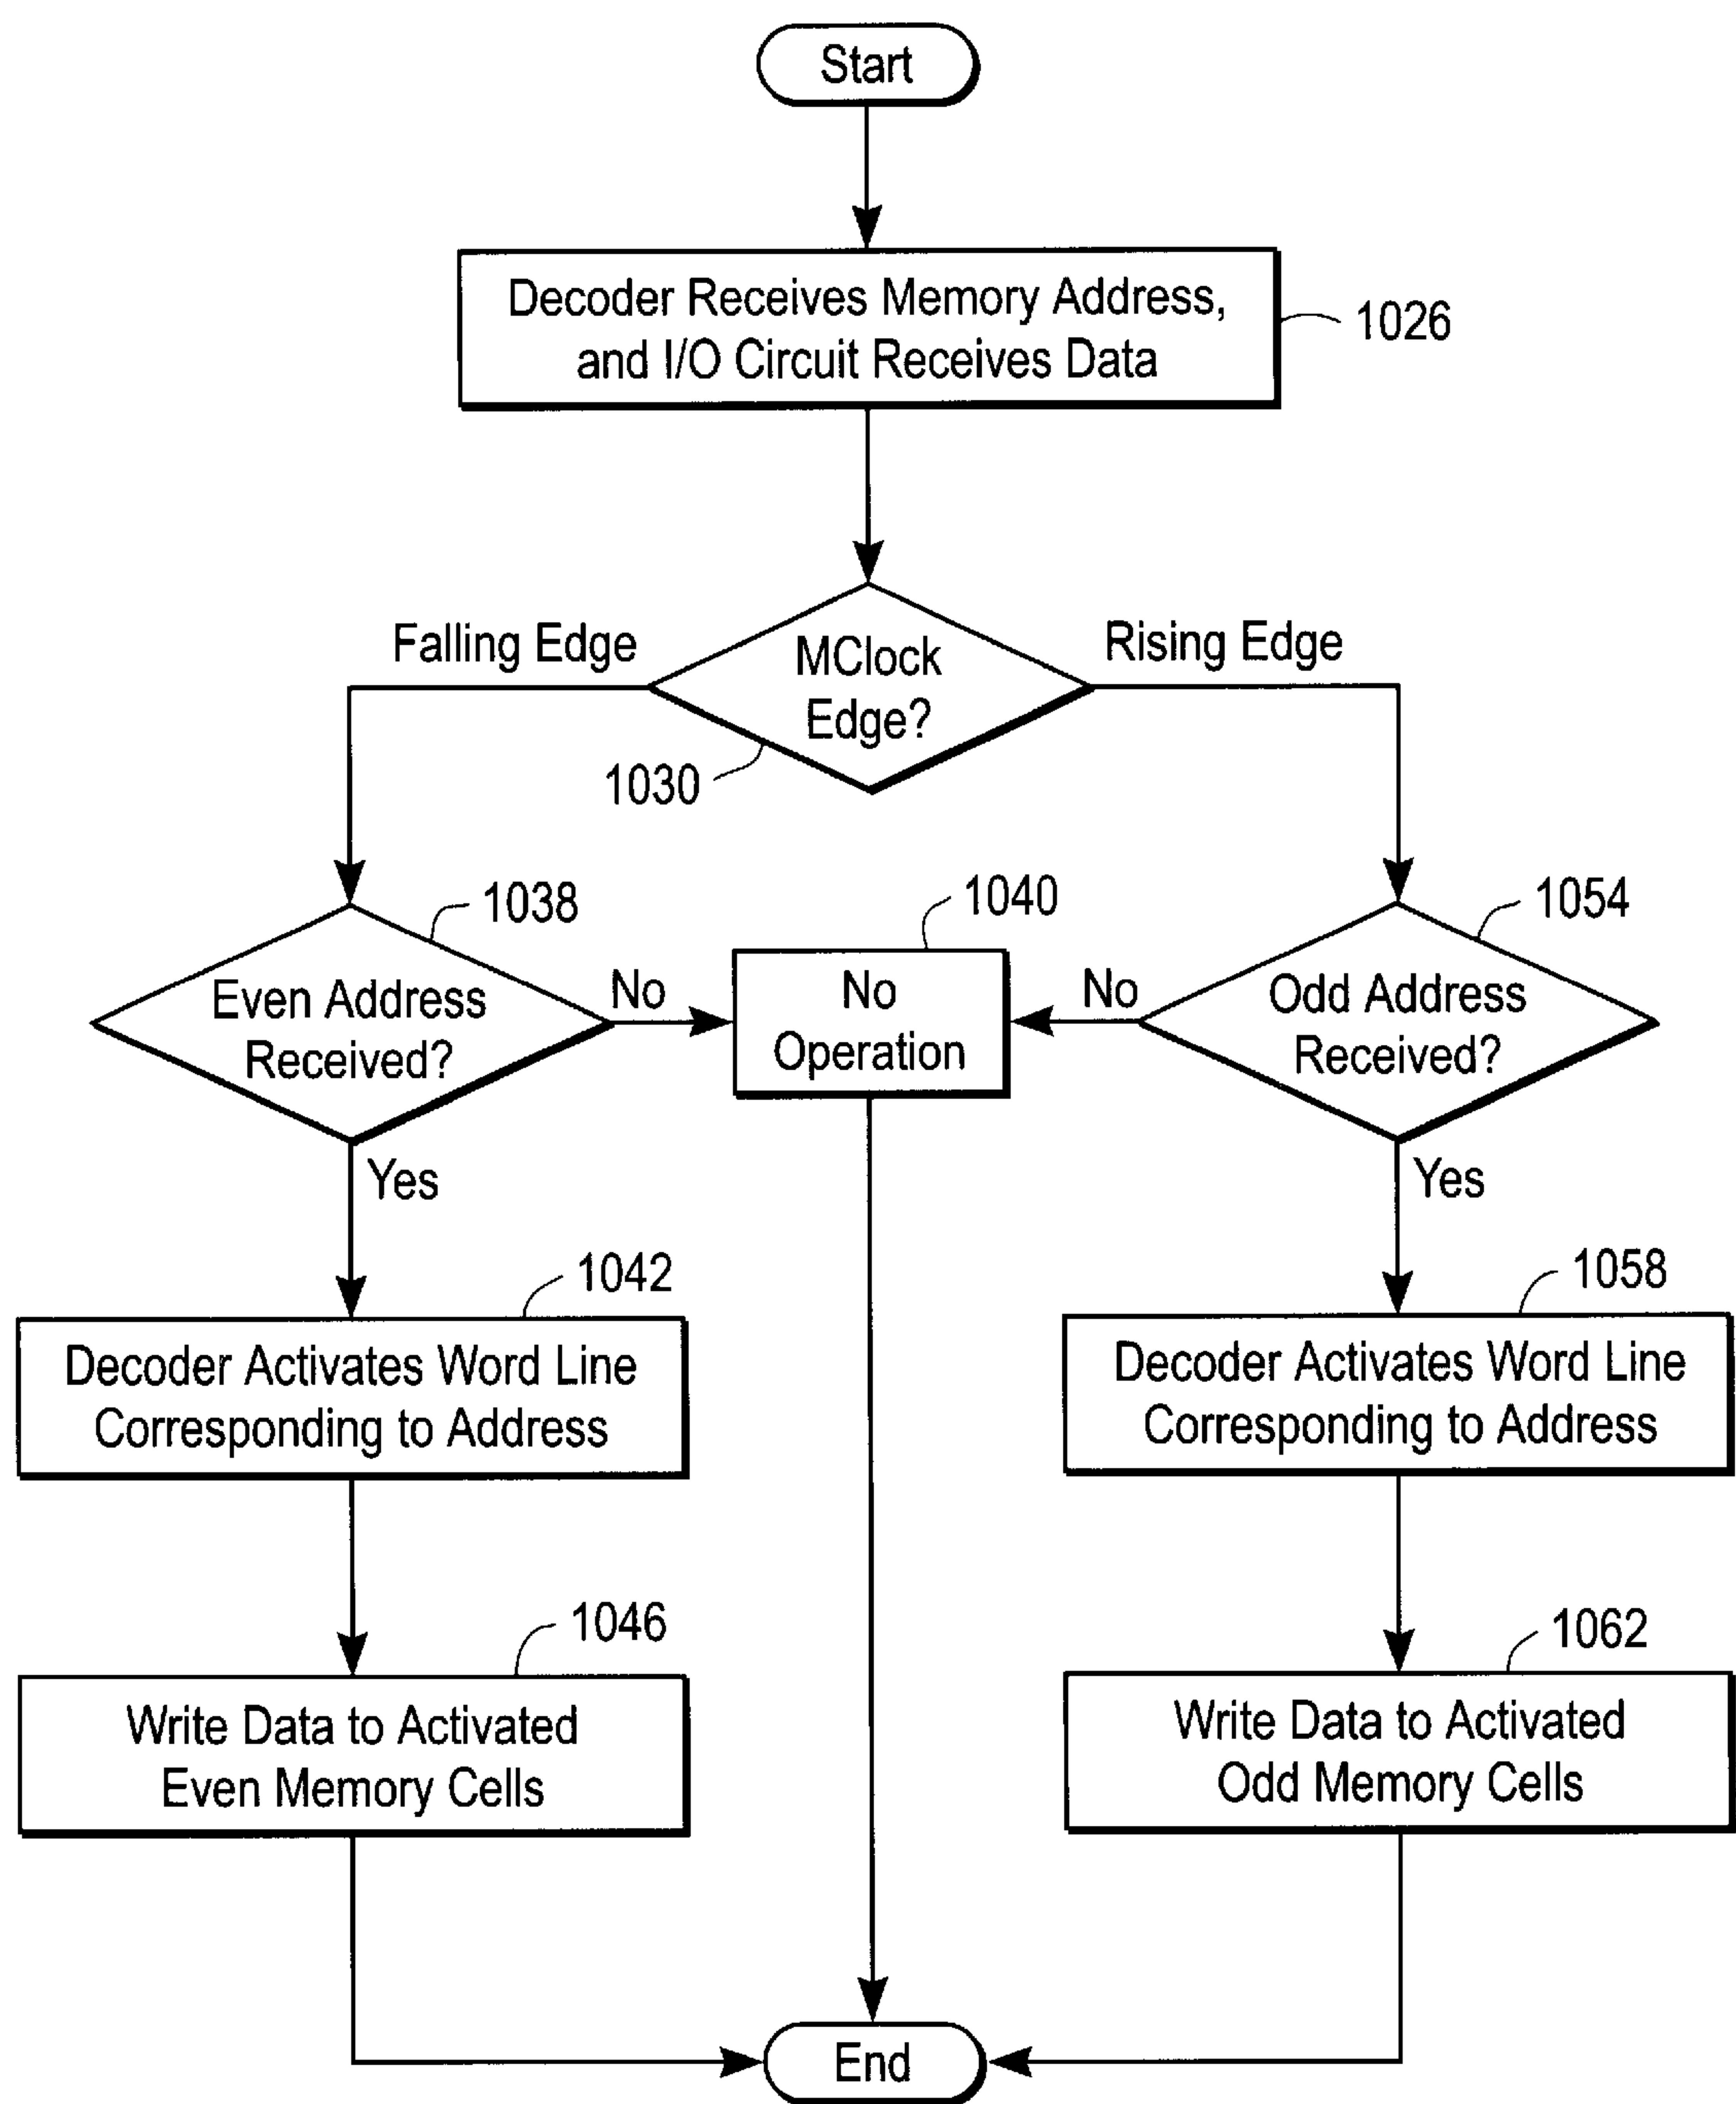 Start
Decoder Receives Memory Address,
and I/O Circuit Receives Data
1026
Falling Edge
MClock
Edge?
Rising Edge
1030
1038
1040
1054
Even Address
Received?
No
No
Operation
No
Odd Address
Received?
Yes
Yes
1042
1058
Decoder Activates Word Line
Corresponding to Address
Decoder Activates Word Line
Corresponding to Address
1046
1062
Write Data to Activated
Even Memory Cells
Write Data to Activated
Odd Memory Cells
End